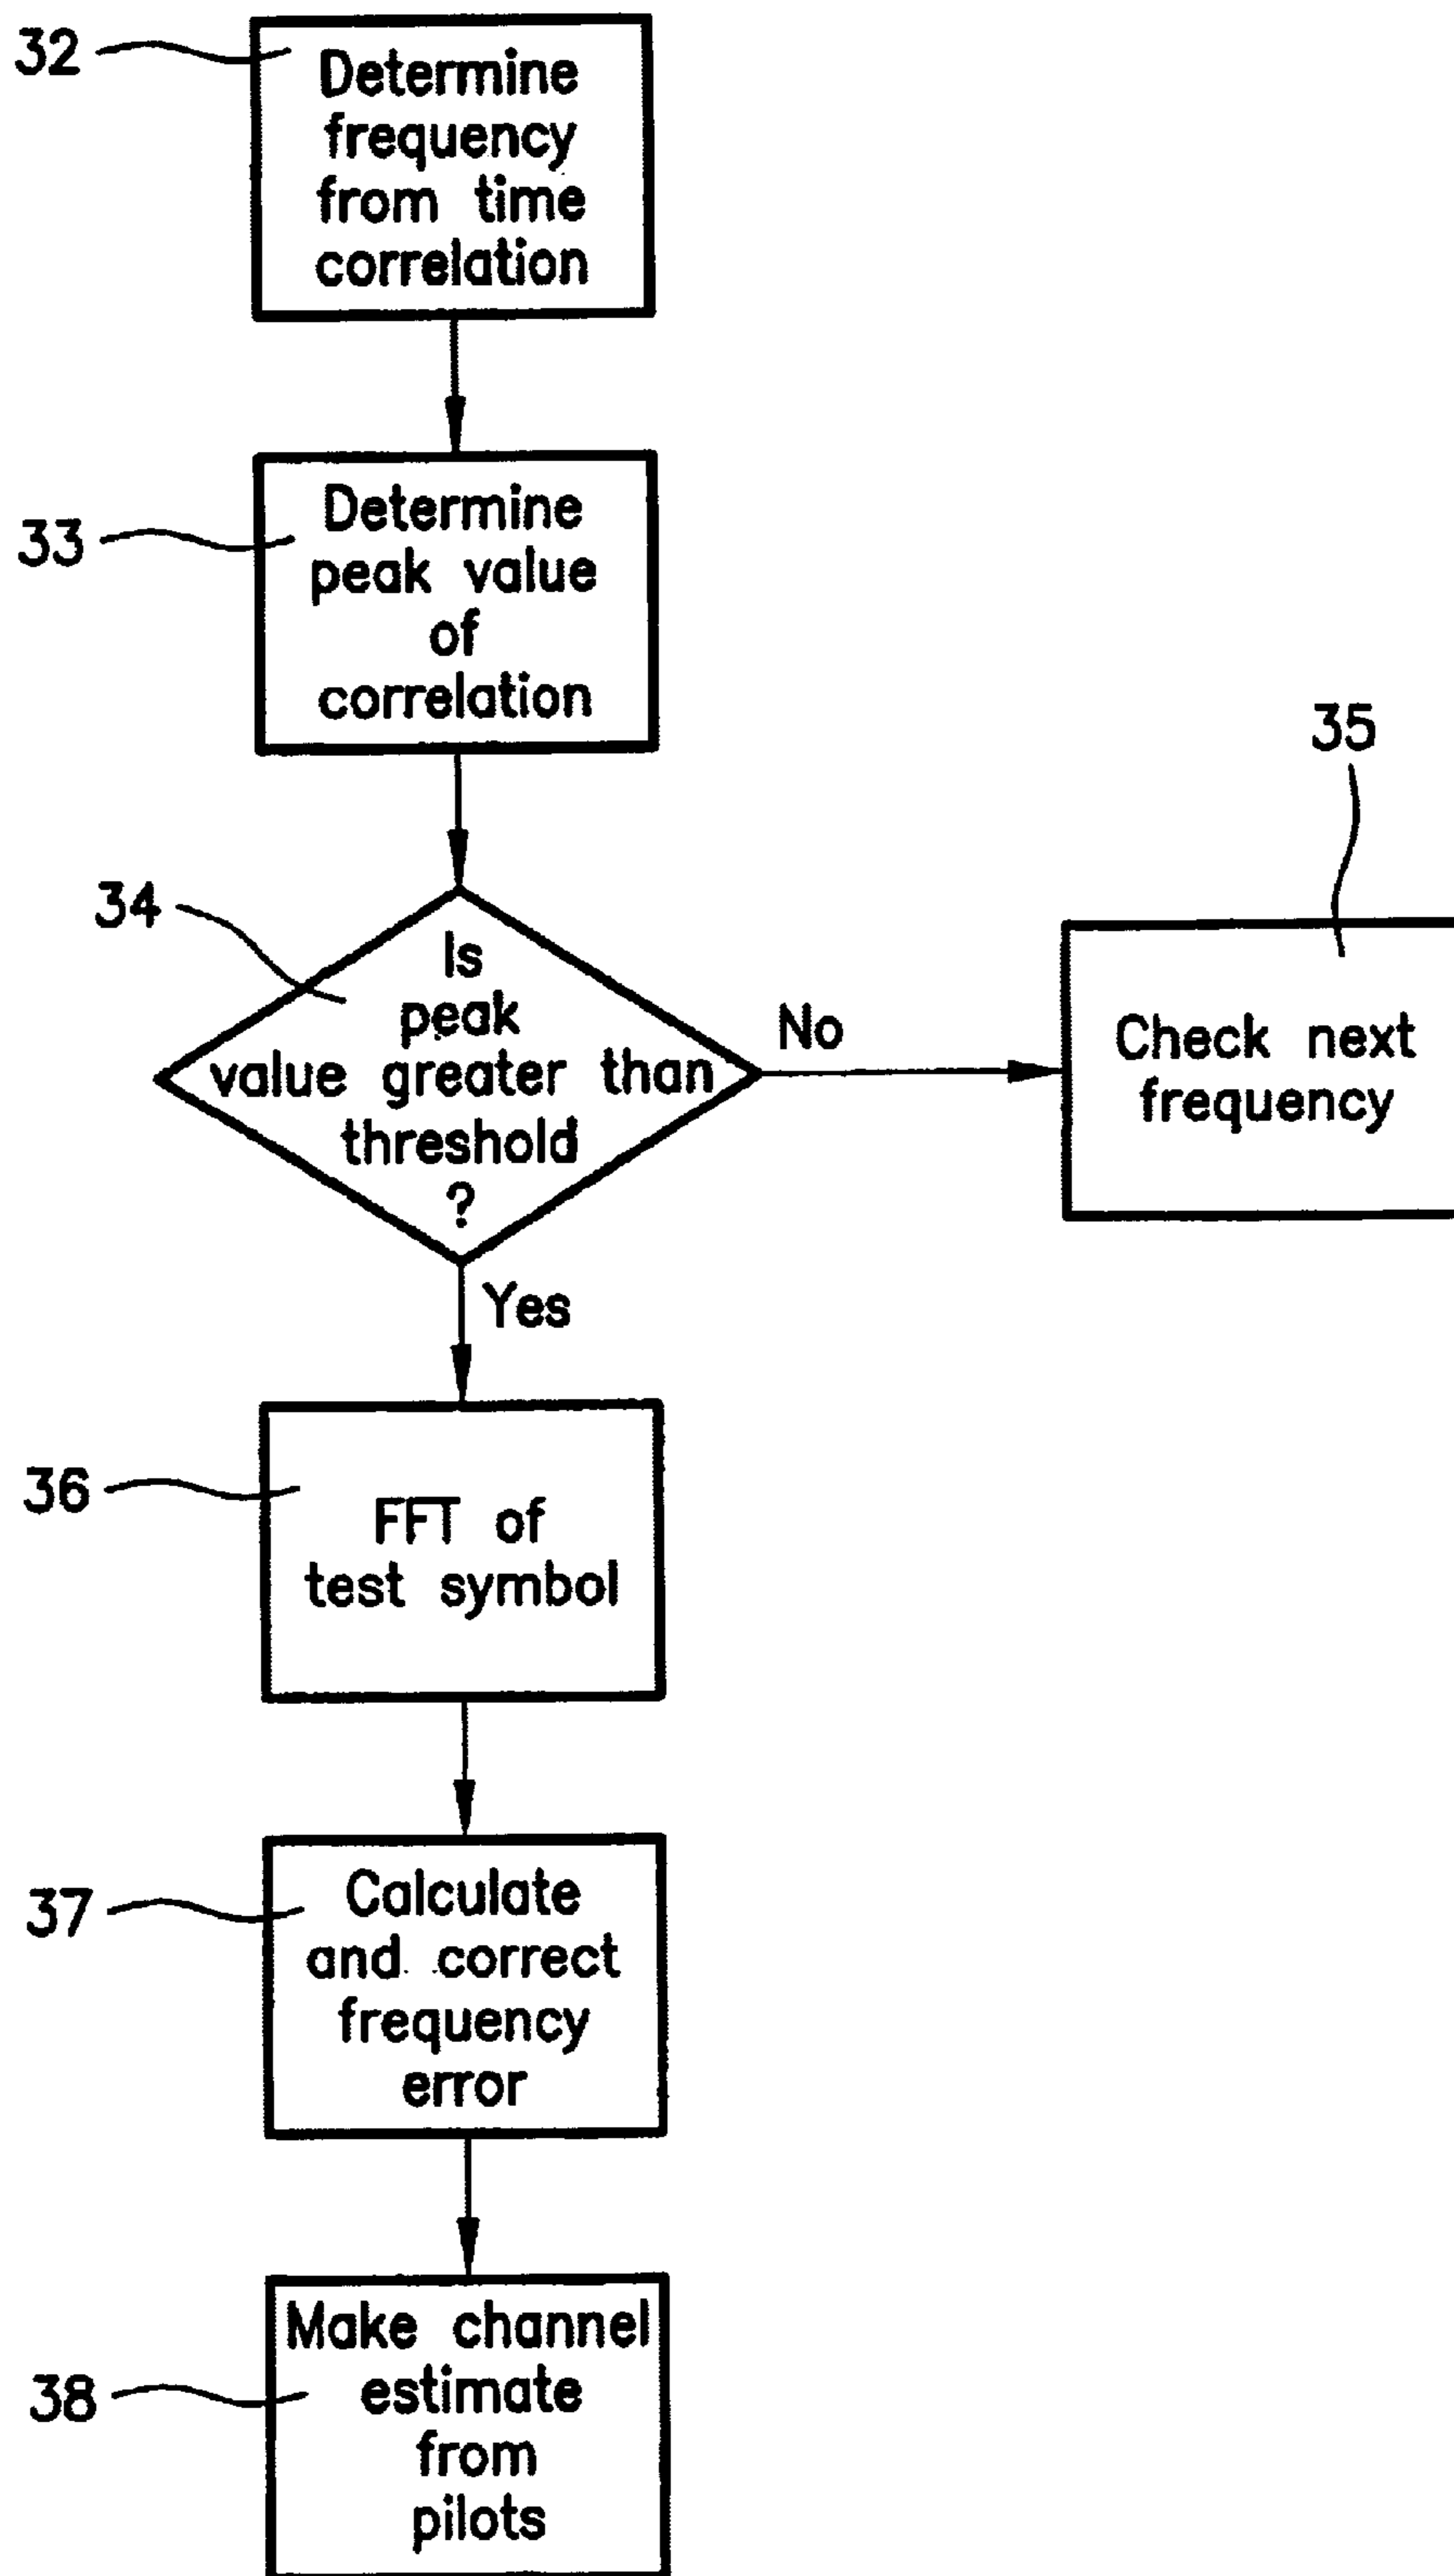 32
Determine
frequency
from time
correlation
33
Determine
peak value
of
correlation
34
Is
peak
value greater than
threshold
?
No
35
Check next
frequency
Yes
36
FFT of
test symbol
37
Calculate
and correct
frequency
error
38
Make channel
estimate
from
pilots